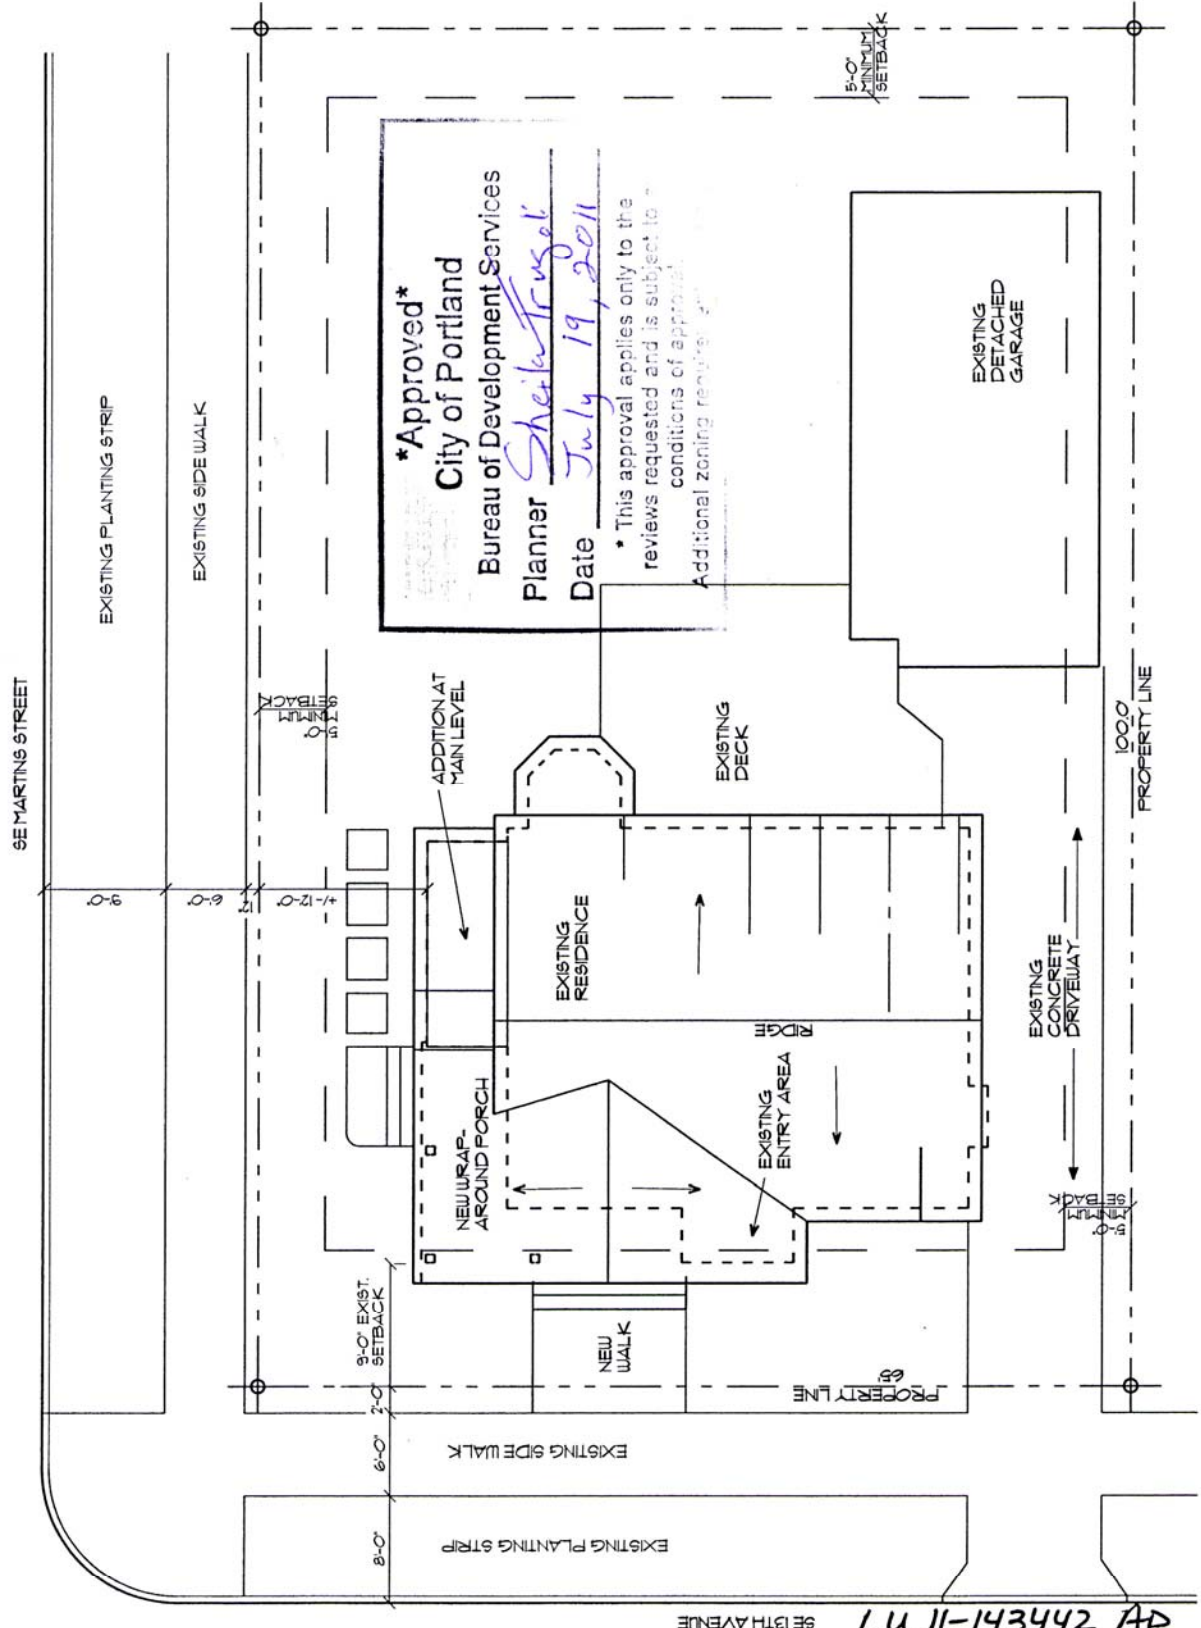 SE MARTINS STREET
EXISTING PLANTING STRIP
EXISTING SIDEWALK
5'-0"
MINIMUM
SETBACK
5'-0"
MINIMUM
SETBACK
*Approved*
City of Portland
Bureau of Development Services
Planner Sheila
Date July 19, 2011
* This approval applies only to the
reviews requested and is subject to
conditions of approval.
Additional zoning
ADDITION AT
MAIN LEVEL
EXISTING
DECK
EXISTING
DETACHED
GARAGE
9'-0"
6'-0"
12"
+/-12'-0"
EXISTING
RESIDENCE
RIDGE
NEW WRAP-
AROUND PORCH
EXISTING
ENTRY AREA
EXISTING
CONCRETE
DRIVEWAY
100.0'
PROPERTY LINE
5'-0"
MINIMUM
SETBACK
9'-0" EXIST.
SETBACK
2'-0"
6'-0"
8'-0"
NEW
WALK
PROPERTY LINE
65'
EXISTING SIDEWALK
EXISTING PLANTING STRIP
SE 13TH AVENUE
LU 11-143442 AD